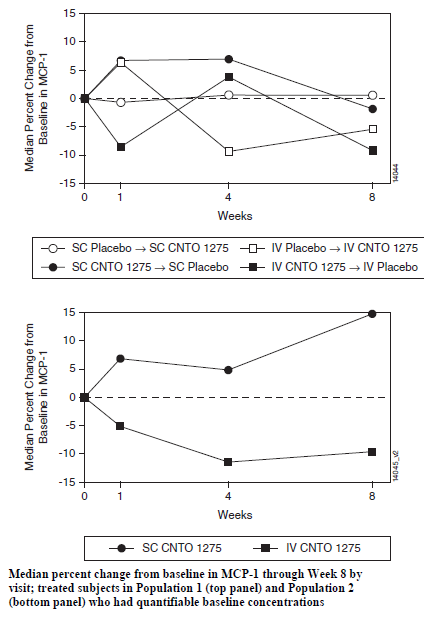 Median Percent Change from
Baseline in MCP-1
15
10
5
0
-5
-10
-15
0 1 4 8
Weeks
14044
SC Placebo → SC CNTO 1275 IV Placebo → IV CNTO 1275
SC CNTO 1275 → SC Placebo IV CNTO 1275 → IV Placebo
Median Percent Change from
Baseline in MCP-1
15
10
5
0
-5
-10
-15
0 1 4 8
Weeks
14045_v2
SC CNTO 1275 IV CNTO 1275
Median percent change from baseline in MCP-1 through Week 8 by
visit; treated subjects in Population 1 (top panel) and Population 2
(bottom panel) who had quantifiable baseline concentrations